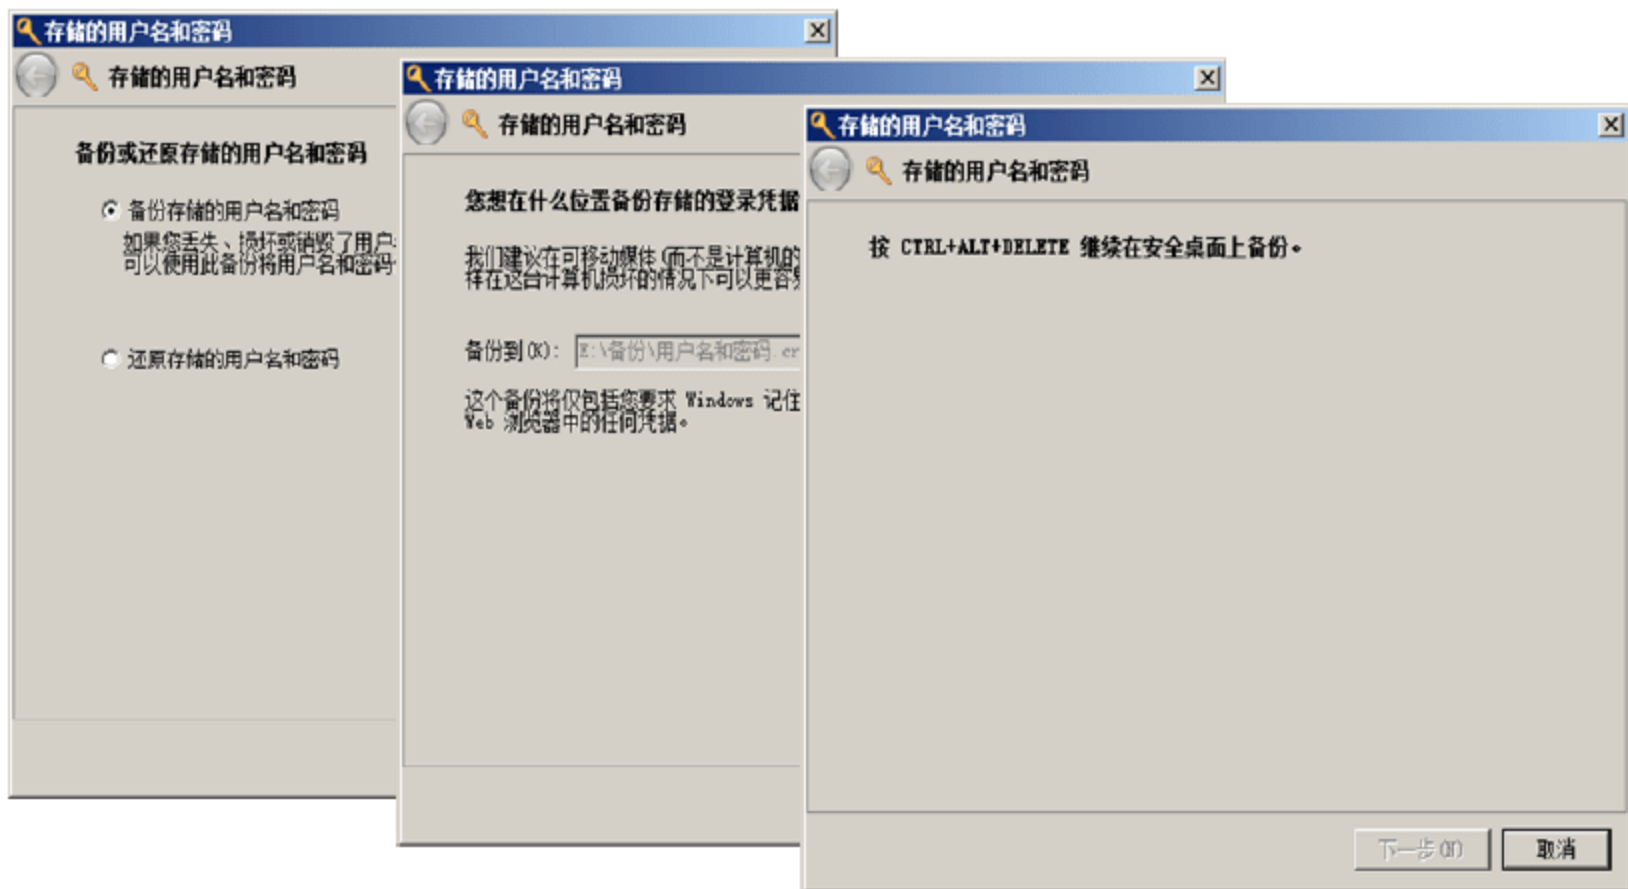 存储的用户名和密码
存储的用户名和密码
备份或还原存储的用户名和密码
备份存储的用户名和密码
如果您丢失、损坏或销毁了用户
可以使用此备份将用户名和密码
还原存储的用户名和密码
存储的用户名和密码
存储的用户名和密码
您想在什么位置备份存储的登录凭据
我们建议在可移动媒体(而不是计算机的
样在这台计算机损坏的情况下可以更容易
备份到(K):
E:\备份\用户名和密码.cr
这个备份将仅包括您要求 Windows 记住
Web 浏览器中的任何凭据。
存储的用户名和密码
存储的用户名和密码
按 CTRL+ALT+DELETE 继续在安全桌面上备份。
下一步(N)
取消